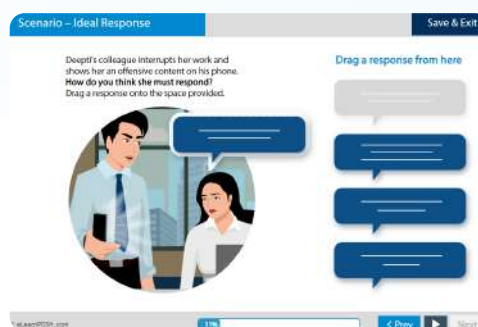 Scenario – Ideal Response
Save & Exit
Deepti's colleague interrupts her work and
shows her an offensive content on his phone.
How do you think she must respond?
Drag a response onto the space provided.
Drag a response from here
eLearnPOSH.com
11%
< Prev
Next